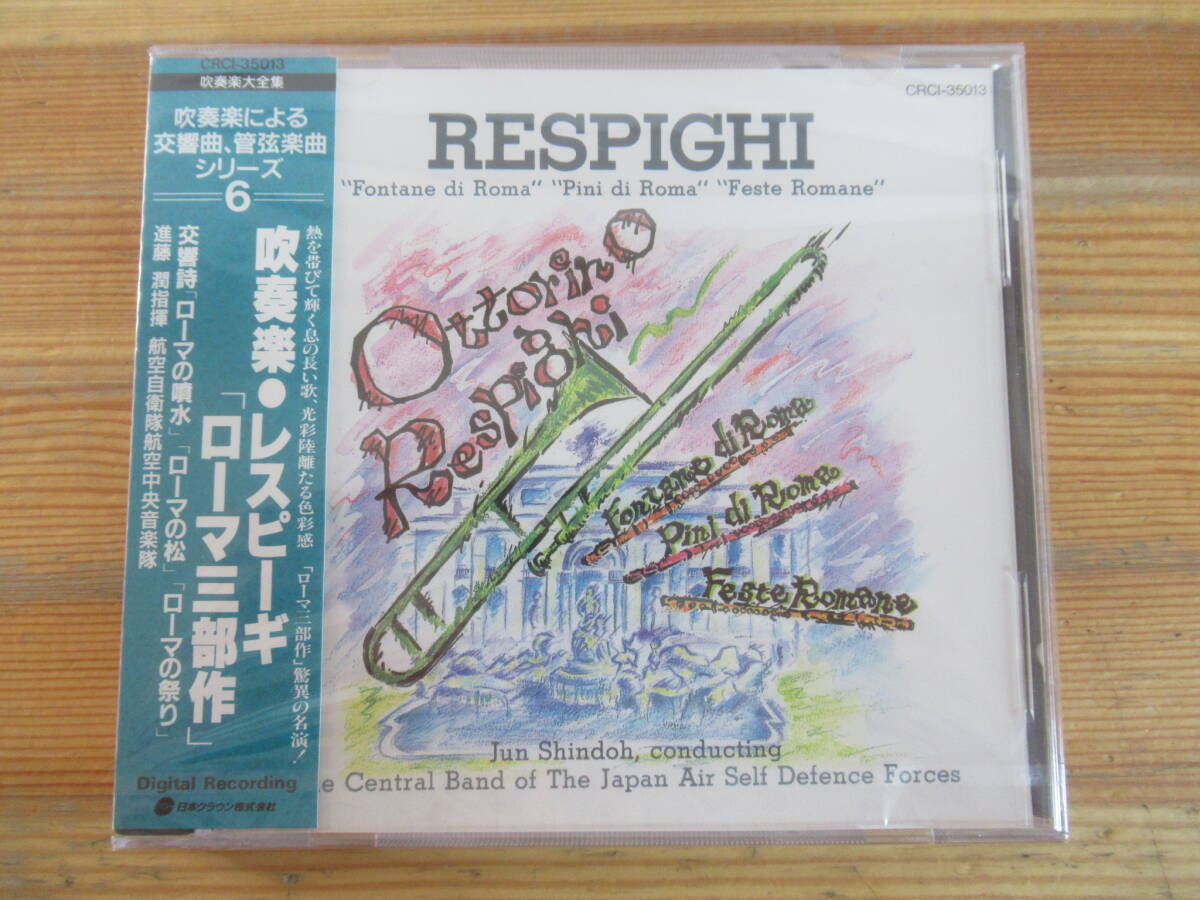 CRCI-35013
吹奏楽大全集
吹奏楽による
交響曲、管弦楽曲
シリーズ
6
熱を帯びて輝く息の長い歌、光彩陸離たる色彩感 「ローマ三部作」驚異の名演!
吹奏楽・レスピーギ
「ローマ三部作」
交響詩「ローマの噴水」「ローマの松」「ローマの祭り」
進藤 潤指揮 航空自衛隊航空中央音楽隊
Digital Recording
日本クラウン株式会社
CRCI-35013
RESPIGHI
"Fontane di Roma" "Pini di Roma" "Feste Romane"
Ottorino
Respighi
Fontane di Roma
Pini di Roma
Feste Romane
Jun Shindoh, conducting
Central Band of The Japan Air Self Defence Forces